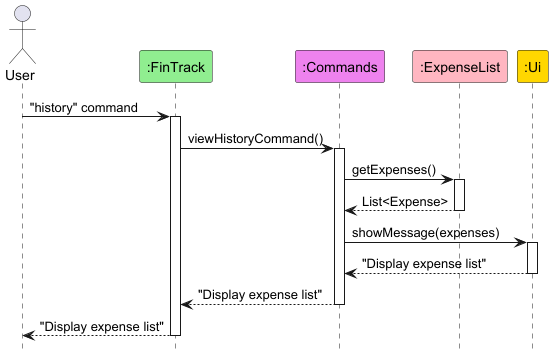 User
:FinTrack
:Commands
:ExpenseList
:Ui
"history" command
viewHistoryCommand()
getExpenses()
List<Expense>
showMessage(expenses)
"Display expense list"
"Display expense list"
"Display expense list"